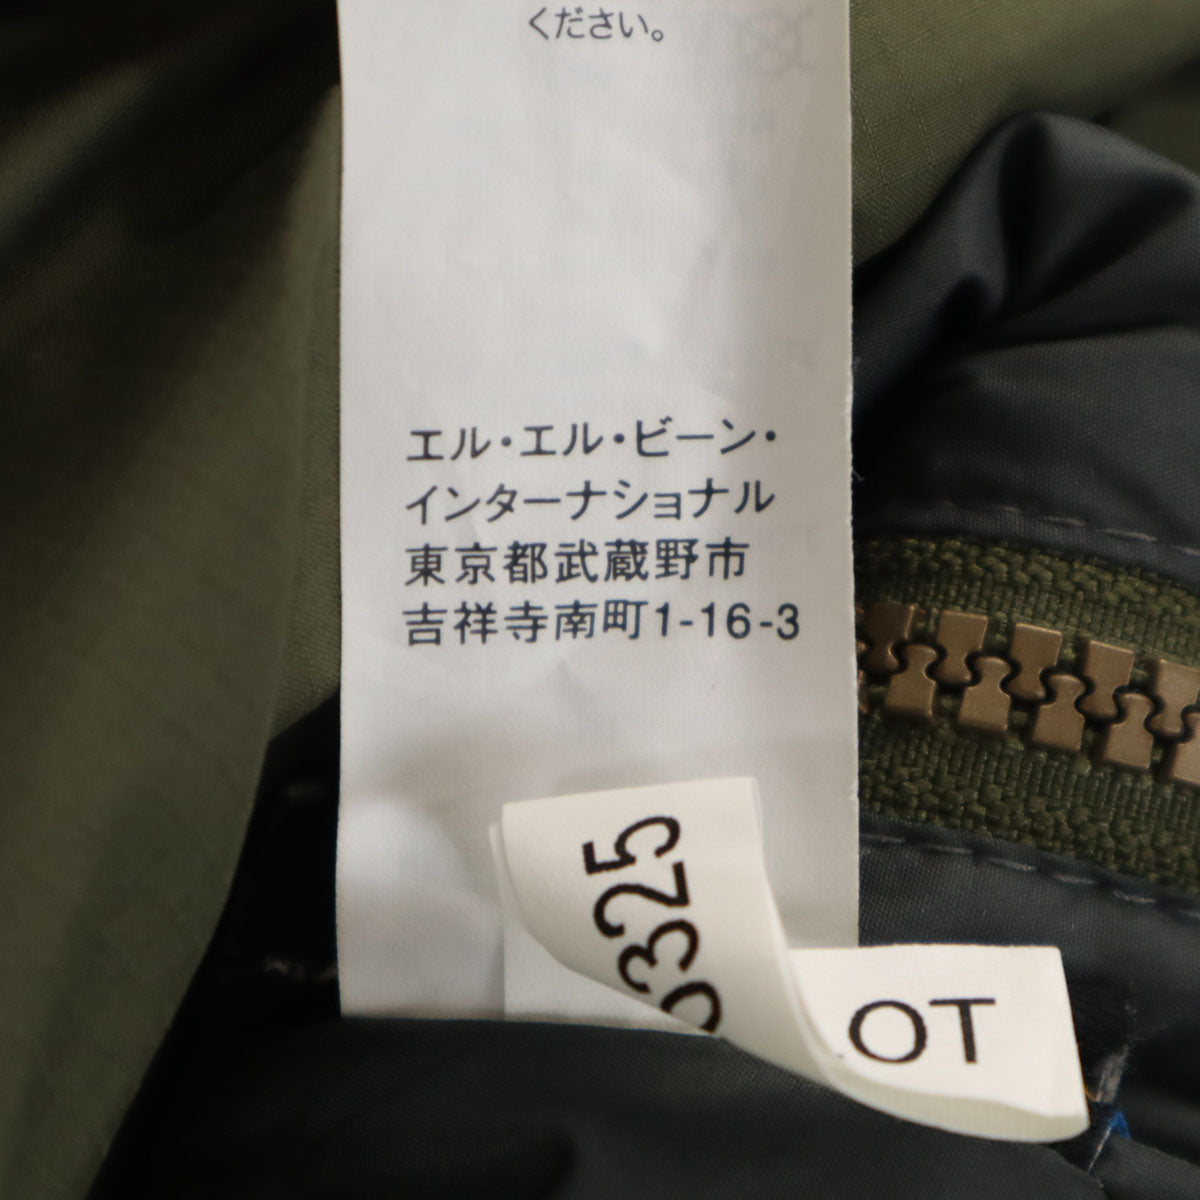 ください。
エル・エル・ビーン・
インターナショナル
東京都武蔵野市
吉祥寺南町1-16-3
325
OT